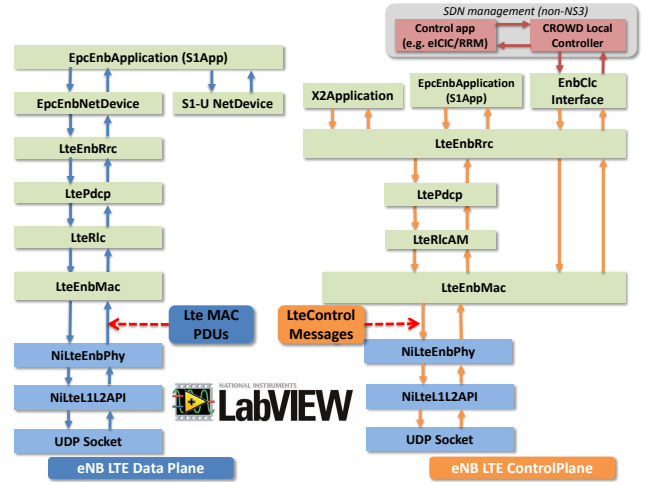 SDN management (non-NS3)
Control app
(e.g. eICIC/RRM)
CROWD Local
Controller
EpcEnbApplication (S1App)
EpcEnbNetDevice
S1-U NetDevice
LteEnbRrc
LtePdcp
LteRlc
LteEnbMac
Lte MAC
PDUs
NiLteEnbPhy
NiLteL1L2API
UDP Socket
eNB LTE Data Plane
NATIONAL INSTRUMENTS
LabVIEW
X2Application
EpcEnbApplication
(S1App)
EnbClc
Interface
LteEnbRrc
LtePdcp
LteRlcAM
LteEnbMac
LteControl
Messages
NiLteEnbPhy
NiLteL1L2API
UDP Socket
eNB LTE ControlPlane